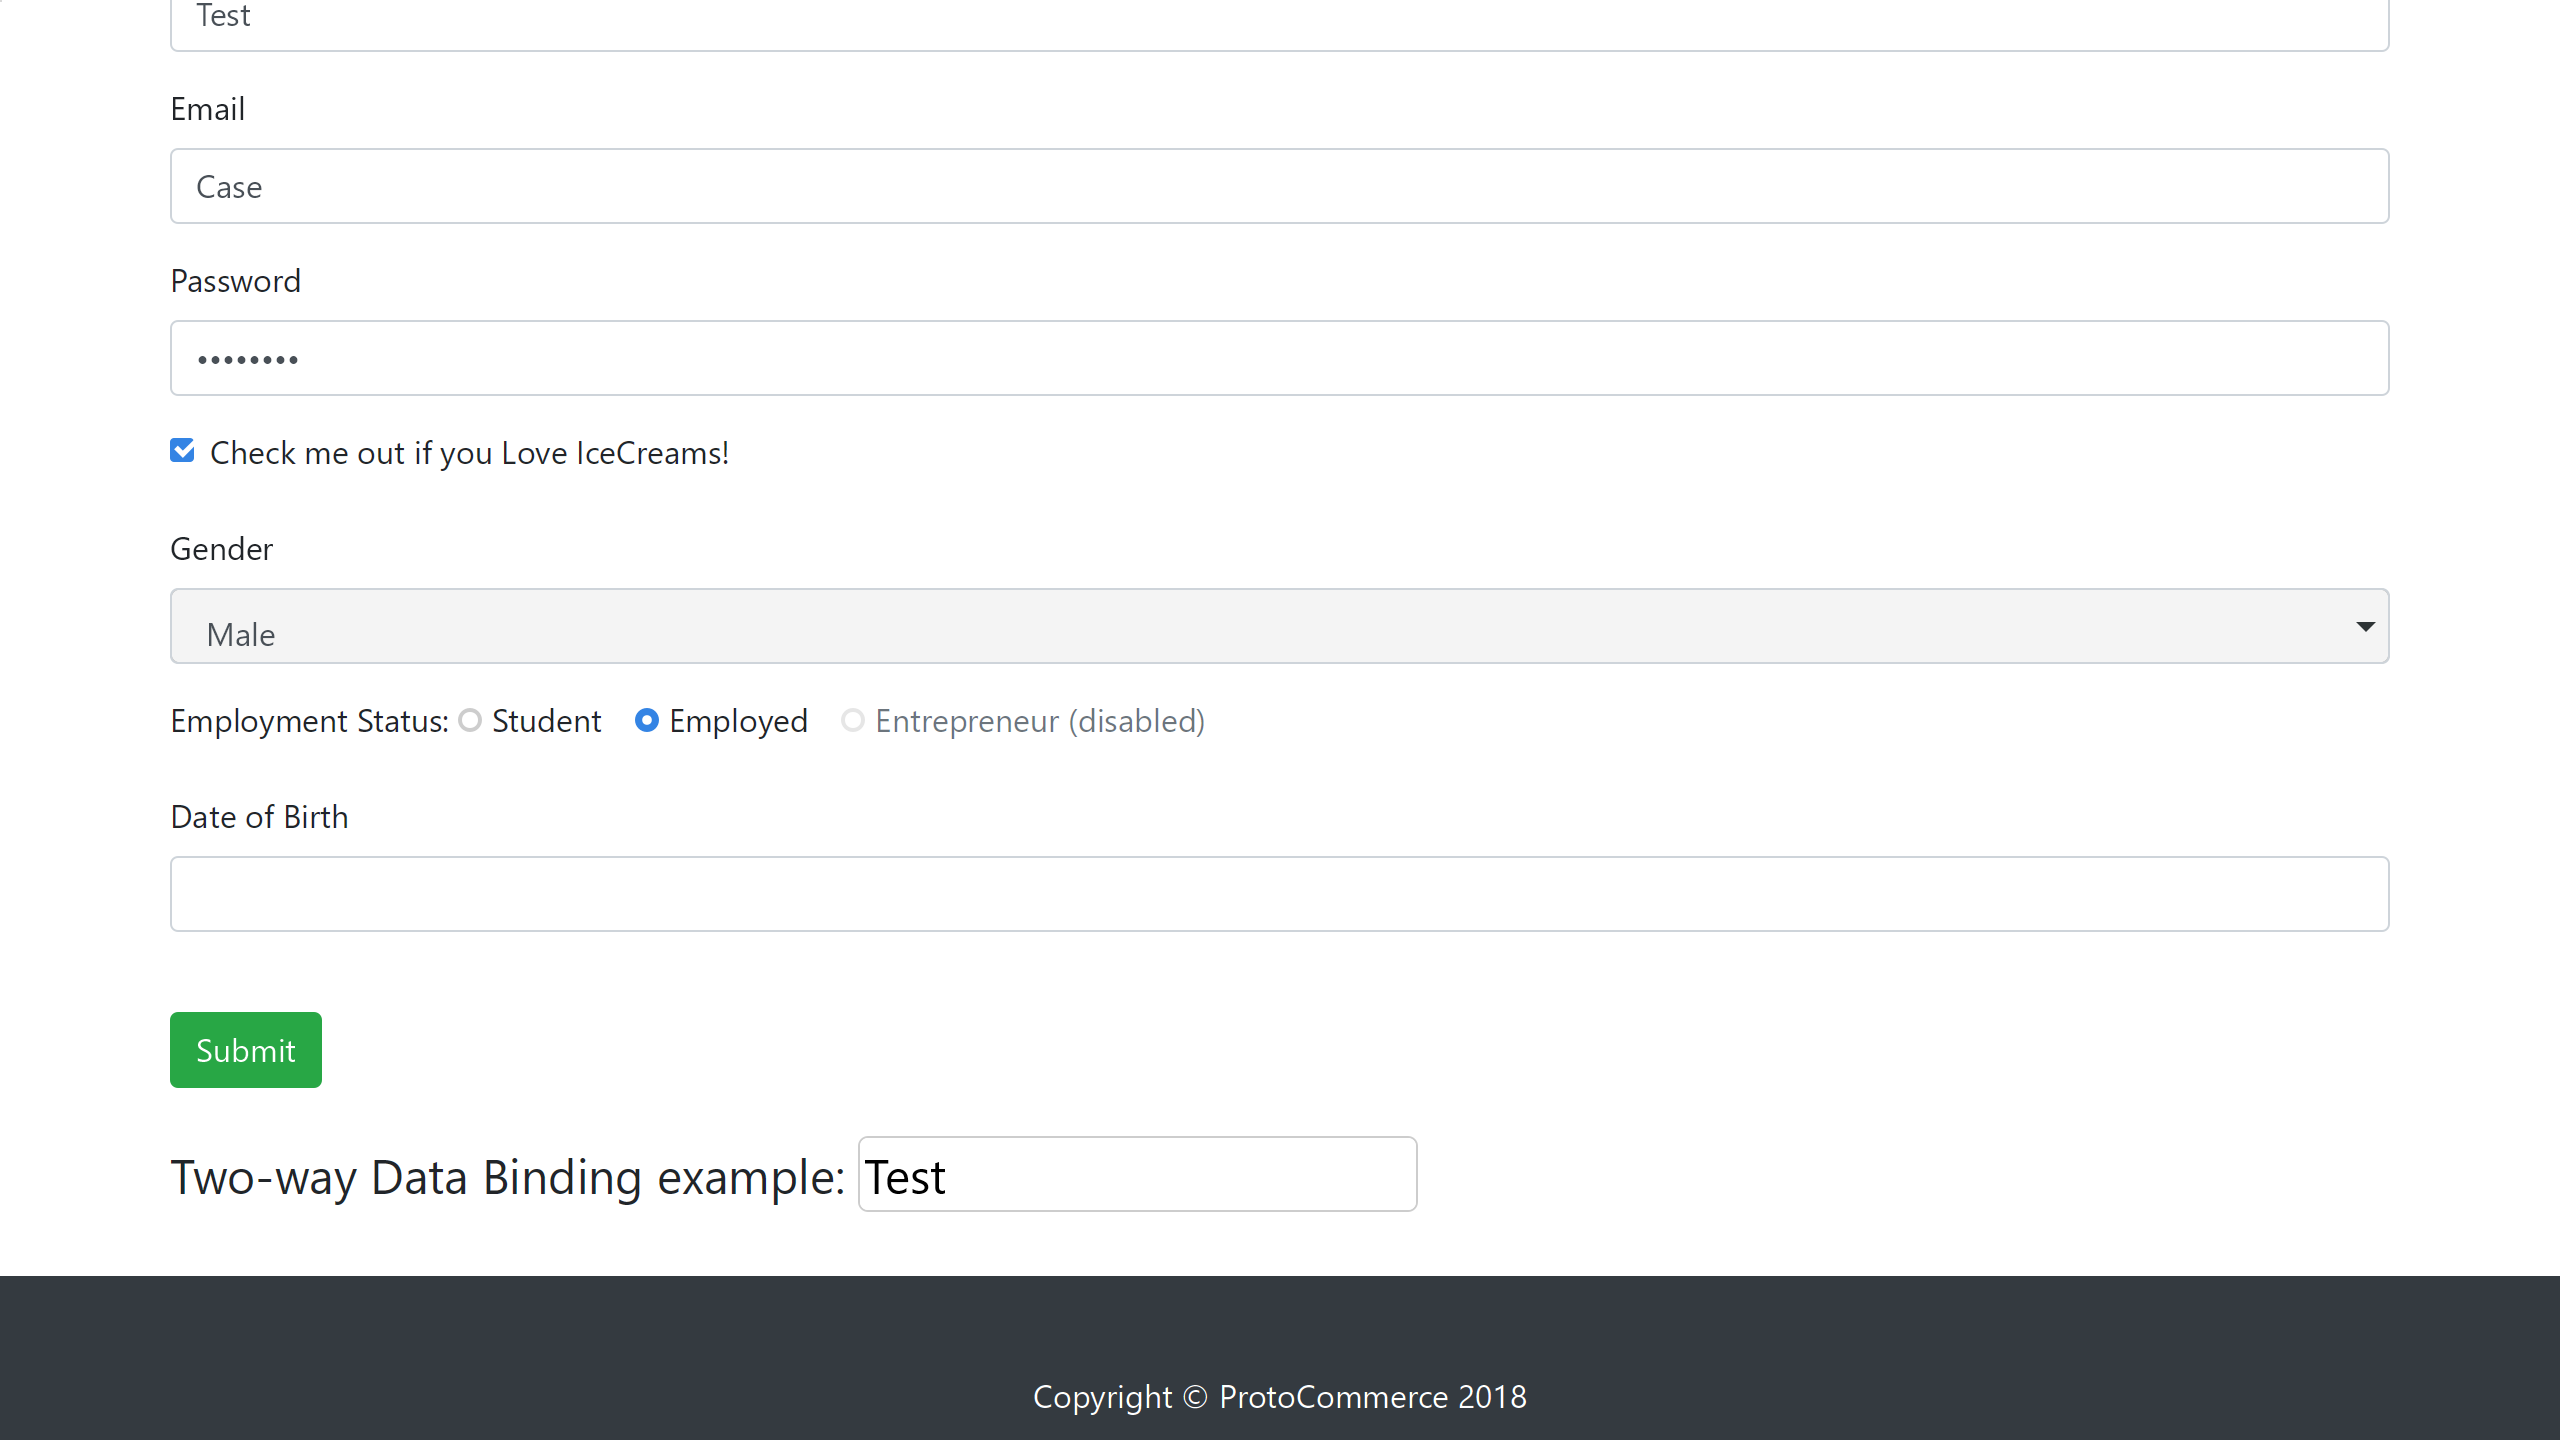 Test
Email
Case
Password
••••••••
Check me out if you Love IceCreams!
Gender
Male
Employment Status: Student Employed Entrepreneur (disabled)
Date of Birth
Submit
Two-way Data Binding example: Test
Copyright © ProtoCommerce 2018